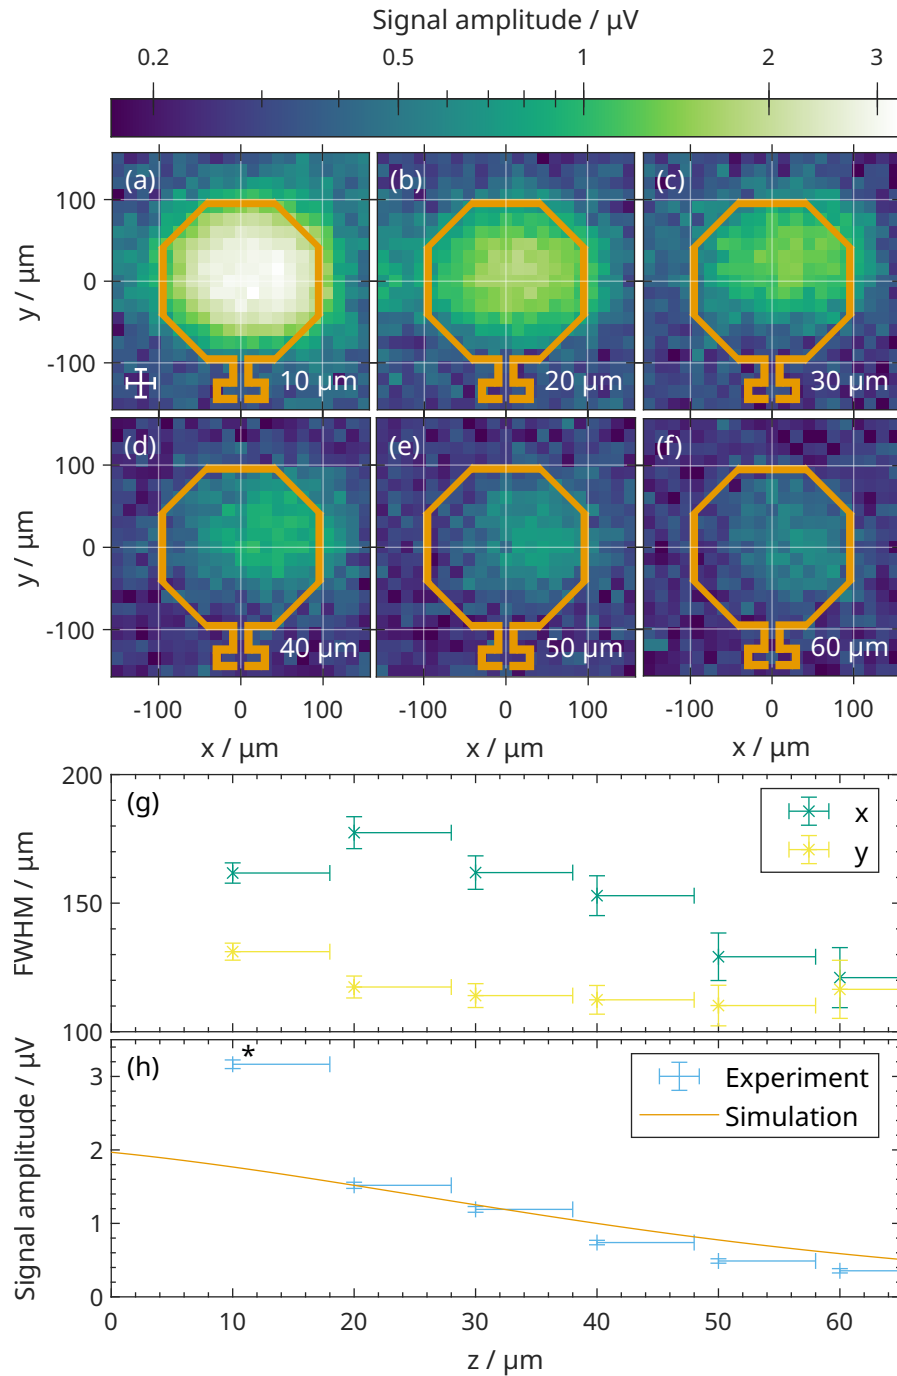 Signal amplitude / μV
0.2 0.5 1 2 3
(a) (b) (c)
y / μm
100
0
-100
10 μm 20 μm 30 μm
(d) (e) (f)
y / μm
100
0
-100
40 μm 50 μm 60 μm
-100 0 100 -100 0 100 -100 0 100
x / μm x / μm x / μm
(g)
FWHM / μm
200
150
100
x
y
(h)
*
Signal amplitude / μV
3
2
1
0
Experiment
Simulation
0 10 20 30 40 50 60
z / μm